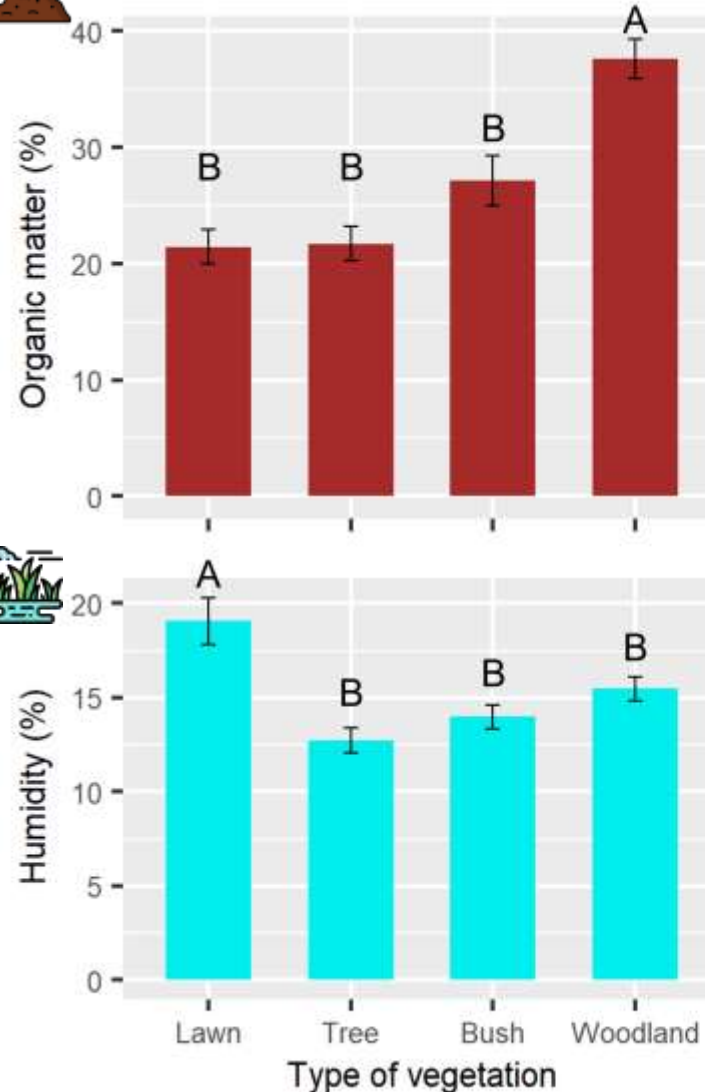 A
40
B
B
B
30
20
10
0
Organic matter (%)
A
20
B
B
B
15
10
5
0
Humidity (%)
Lawn Tree Bush Woodland
Type of vegetation